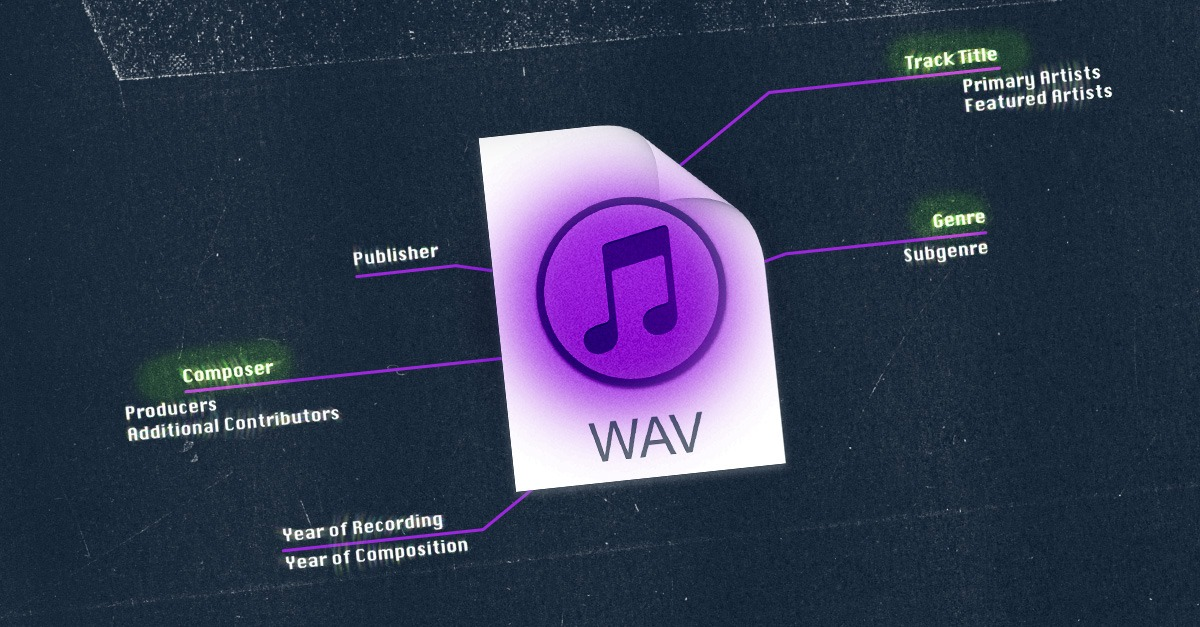 Track Title
Primary Artists
Featured Artists
Genre
Subgenre
Publisher
Composer
Producers
Additional Contributors
WAV
Year of Recording
Year of Composition